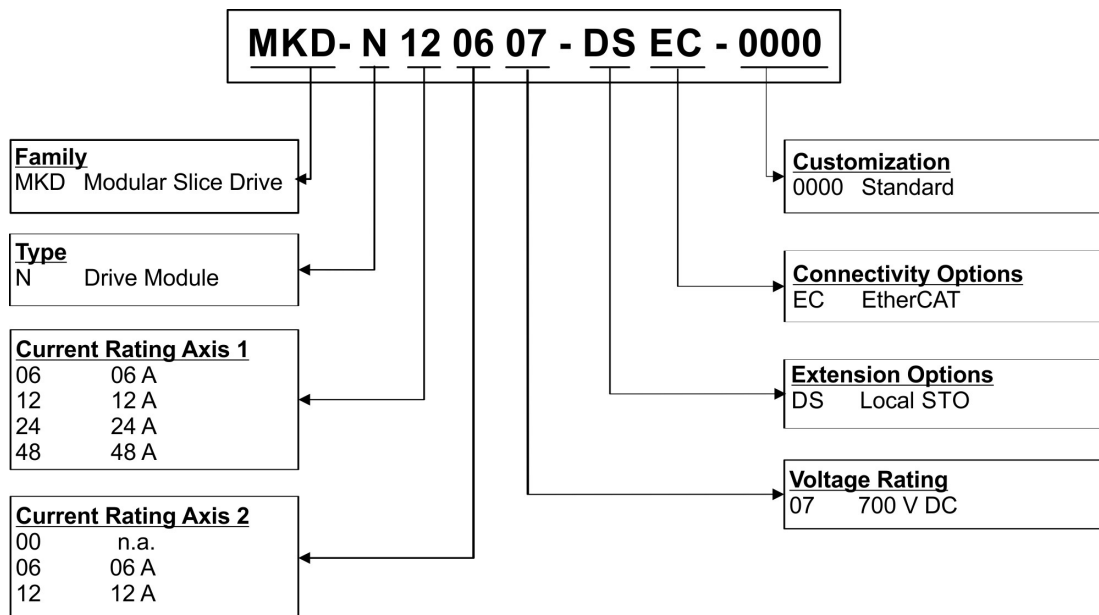 MKD- N 12 06 07 - DS EC - 0000
Family
MKD Modular Slice Drive
Type
N Drive Module
Current Rating Axis 1
06 06 A
12 12 A
24 24 A
48 48 A
Current Rating Axis 2
00 n.a.
06 06 A
12 12 A
Customization
0000 Standard
Connectivity Options
EC EtherCAT
Extension Options
DS Local STO
Voltage Rating
07 700 V DC